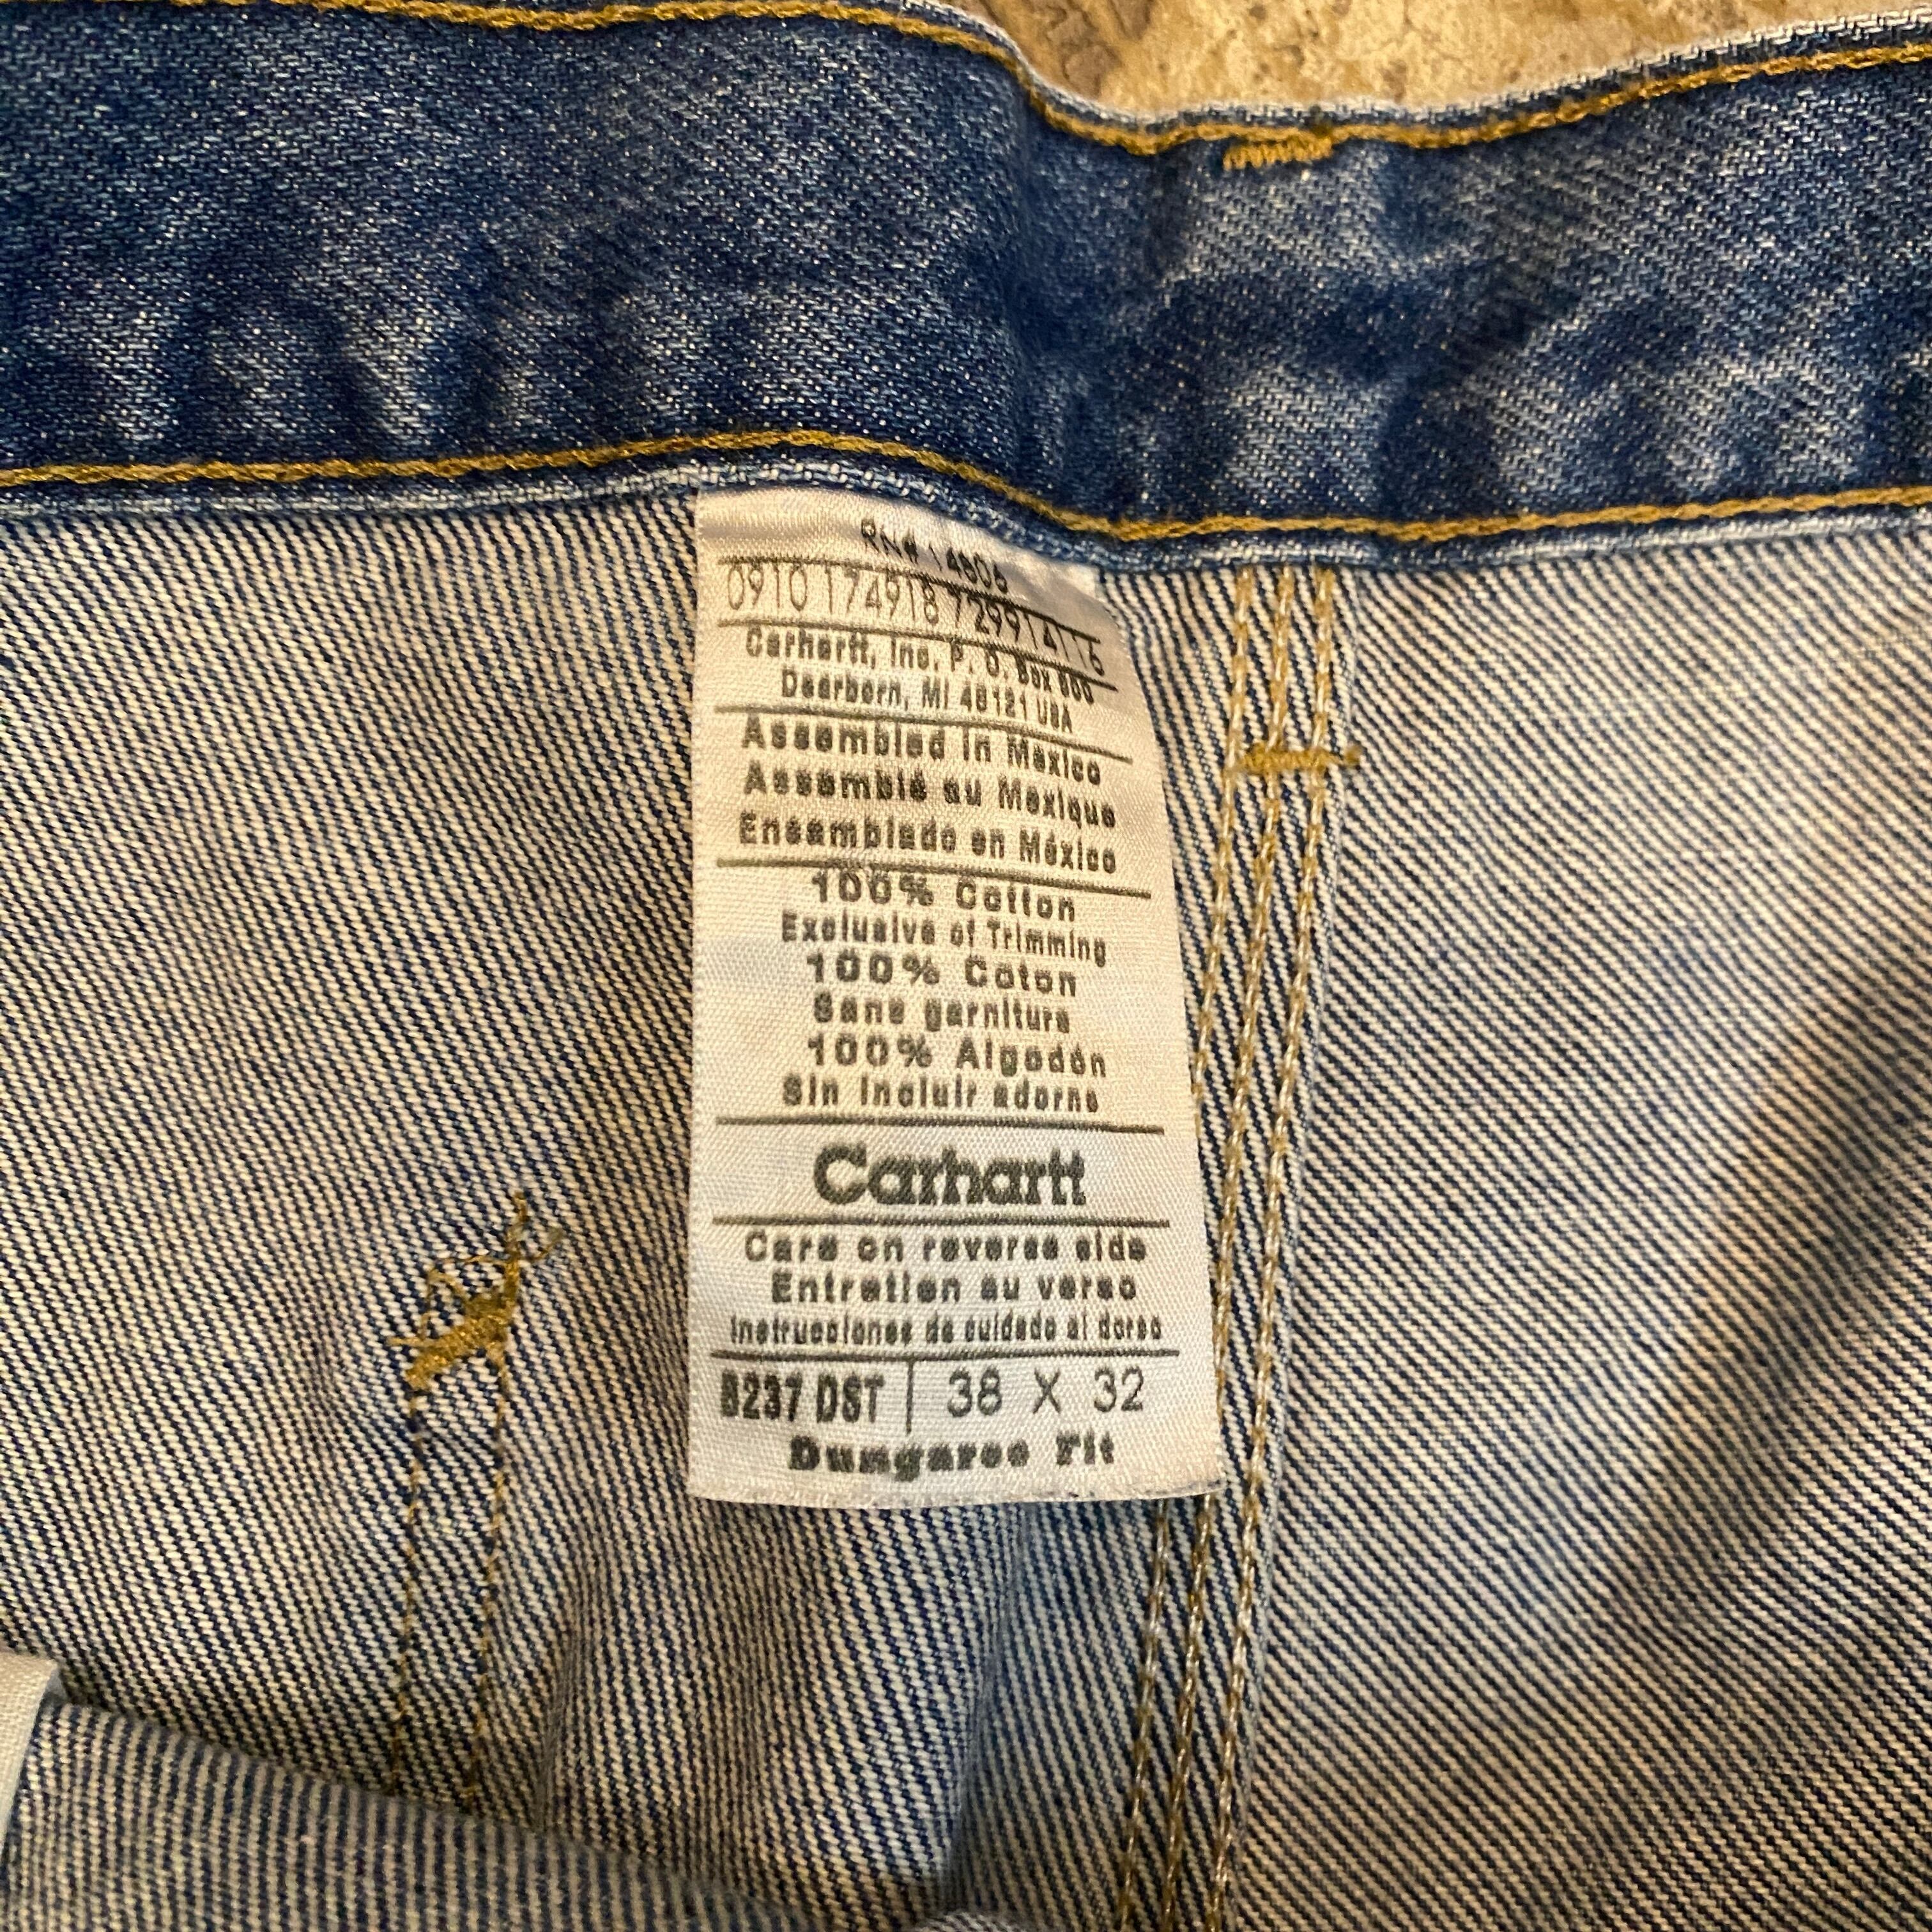 RN# 14806
0910 174918 7299141 16
Carhartt, Inc. P. O. Box 600
Dearborn, MI 48121 USA
Assembled in Mexico
Assemblé au Mexique
Ensamblado en México
100% Cotton
Exclusive of Trimming
100% Coton
Sans garniture
100% Algodón
Sin incluir adorno
Carhartt
Care on reverse side
Entretien au verso
Instrucciones de cuidado al dorso
B237 DST | 38 X 32
Dungaree Fit